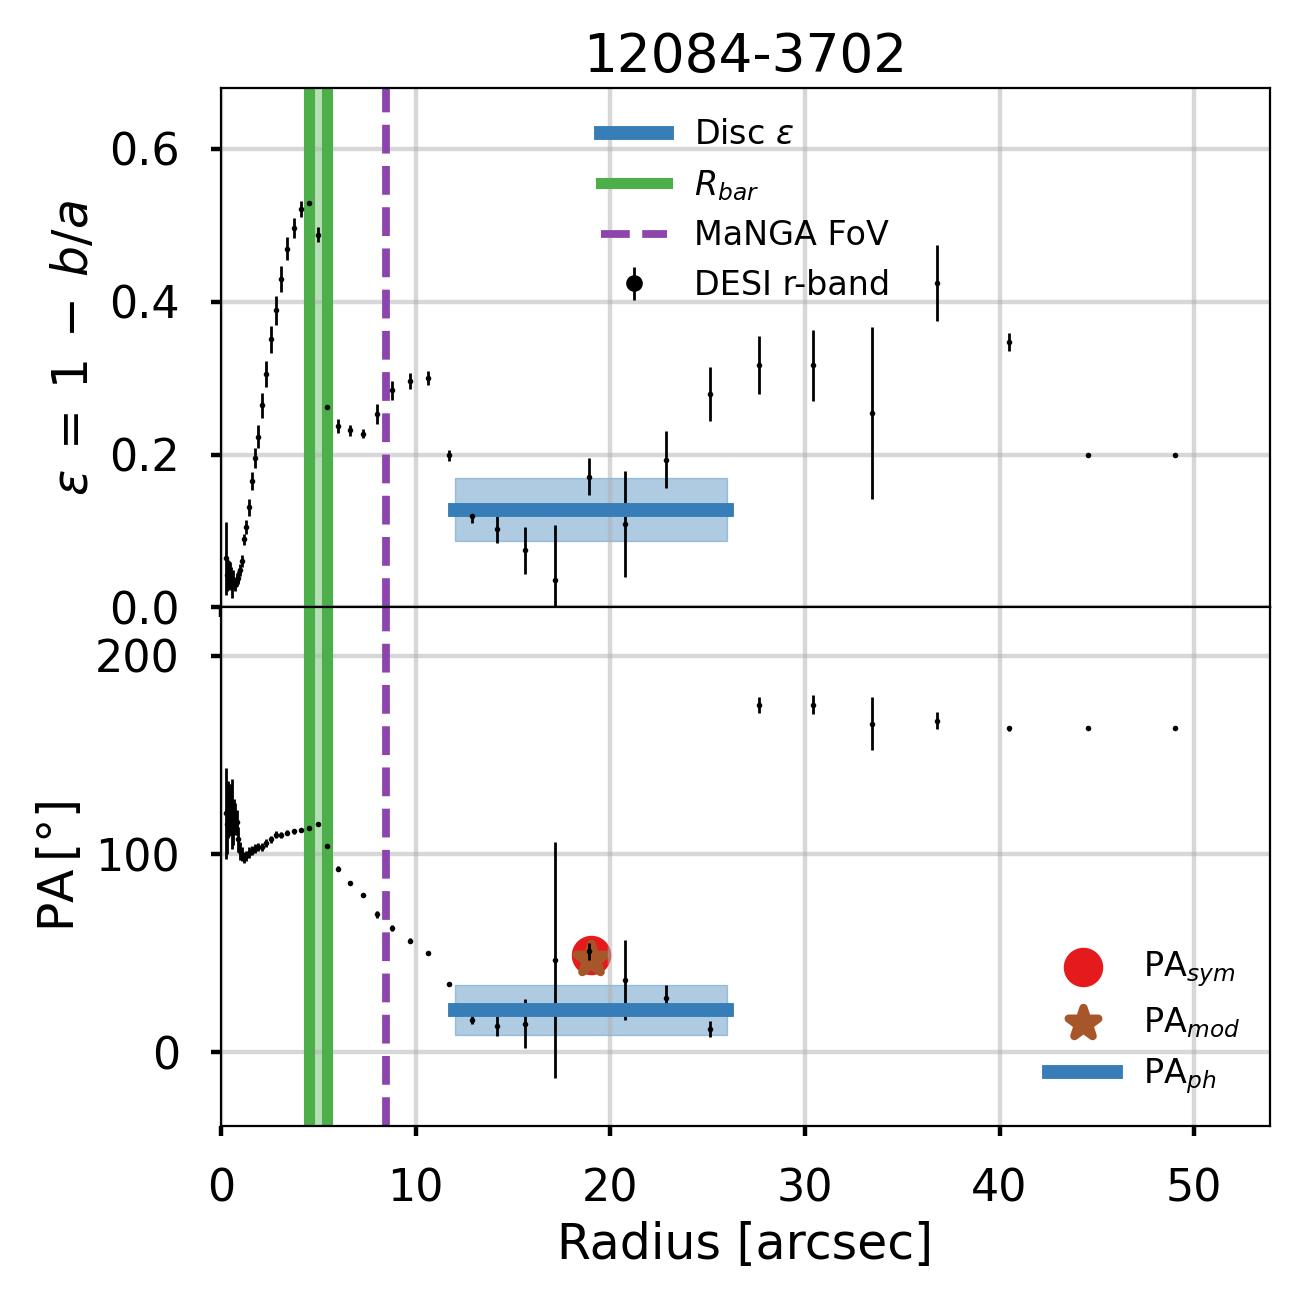 12084-3702
Disc ε
R_bar
MaNGA FoV
DESI r-band
ε = 1 − b/a
0.6
0.4
0.2
0.0
PA_sym
PA_mod
PA_ph
PA [°]
200
100
0
0 10 20 30 40 50
Radius [arcsec]